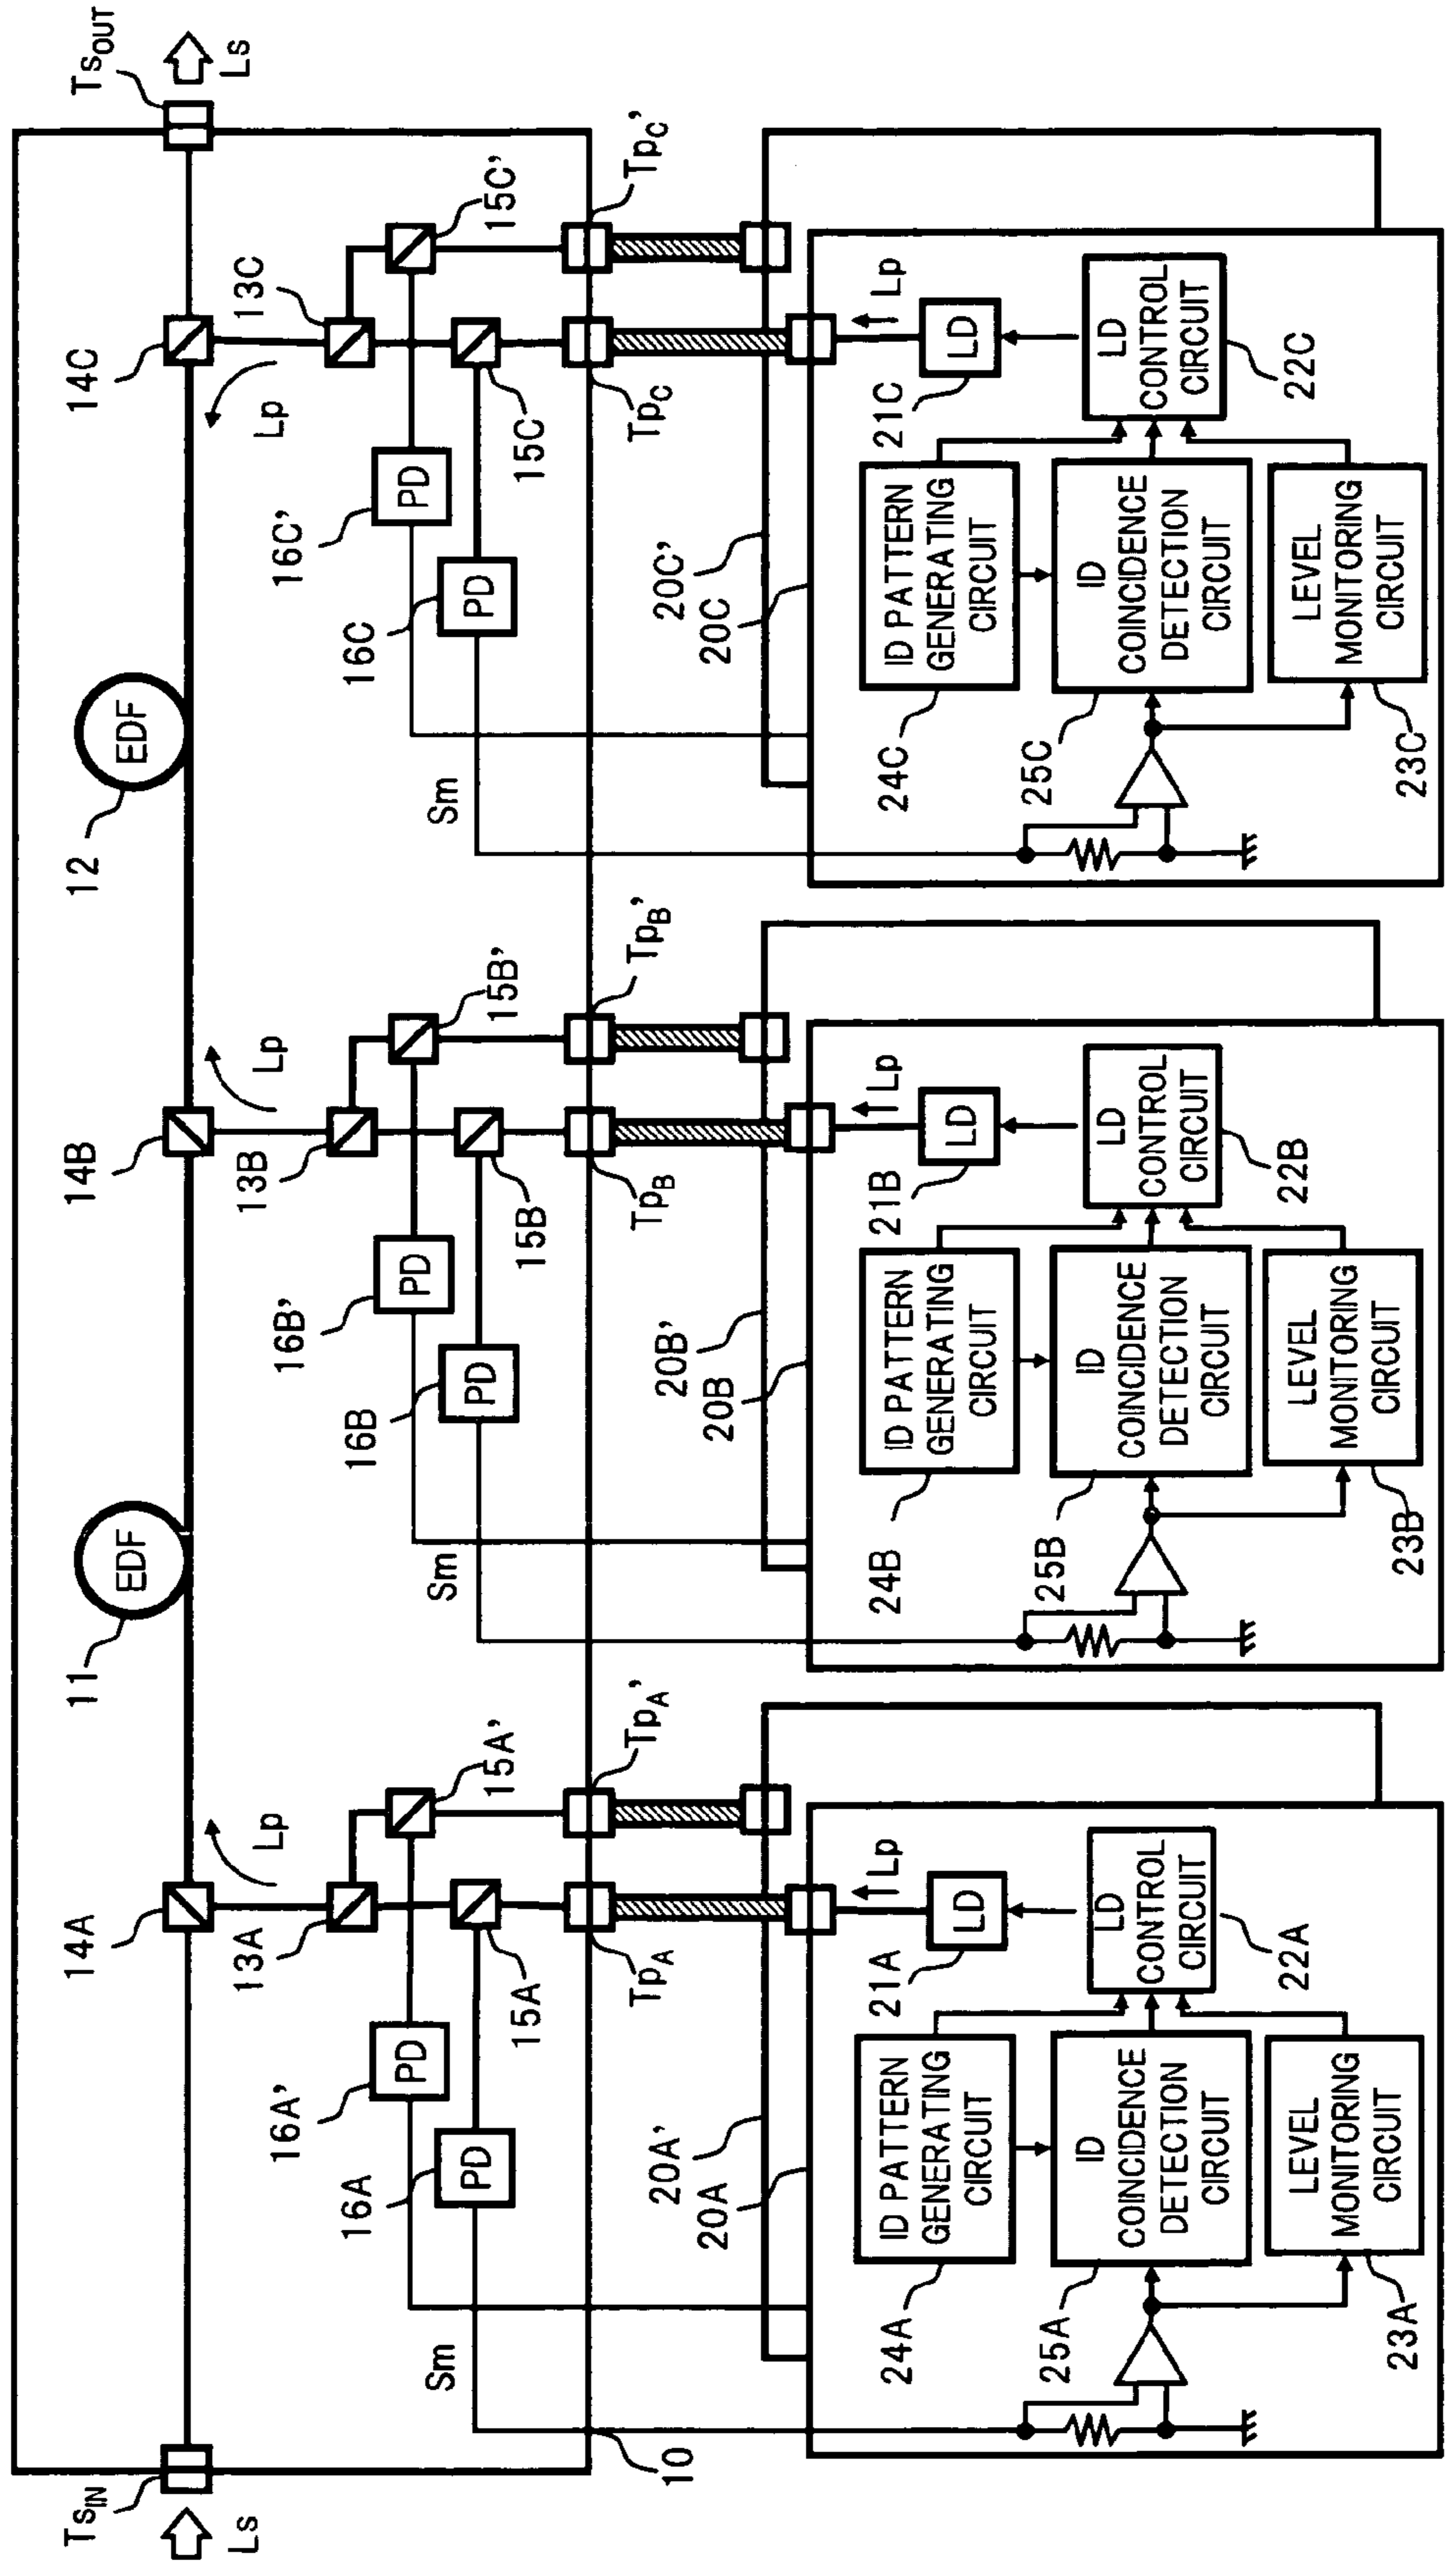 Ts_IN
Ls
Ts_OUT
Ls
14A
11
EDF
14B
12
EDF
14C
Lp
Lp
Lp
13A
15A'
13B
15B'
13C
15C'
16A'
PD
16B'
PD
16C'
PD
16A
PD
15A
16B
PD
15B
16C
PD
15C
Sm
Sm
Sm
10
Tp_A
Tp_A'
Tp_B
Tp_B'
Tp_C
Tp_C'
20A'
20A
20B'
20B
20C'
20C
24A
ID PATTERN
GENERATING
CIRCUIT
21A
LD
Lp
25A
ID
COINCIDENCE
DETECTION
CIRCUIT
LD
CONTROL
CIRCUIT
22A
23A
LEVEL
MONITORING
CIRCUIT
24B
ID PATTERN
GENERATING
CIRCUIT
21B
LD
Lp
25B
ID
COINCIDENCE
DETECTION
CIRCUIT
LD
CONTROL
CIRCUIT
22B
23B
LEVEL
MONITORING
CIRCUIT
24C
ID PATTERN
GENERATING
CIRCUIT
21C
LD
Lp
25C
ID
COINCIDENCE
DETECTION
CIRCUIT
LD
CONTROL
CIRCUIT
22C
23C
LEVEL
MONITORING
CIRCUIT